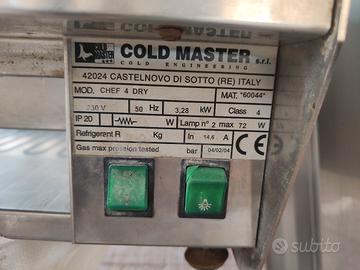 COLD MASTER
COLD MASTER s.r.l.
COLD ENGINEERING
42024 CASTELNOVO DI SOTTO (RE) ITALY
MOD. CHEF 4 DRY MAT. "60044"
230 V 50 Hz 3,28 kW Class 4
IP 20 W Lamp n° 2 max 72 W
Refrigerent R Kg In 14,6 A
Gas max pression tested bar 04/02/04
CE
subito